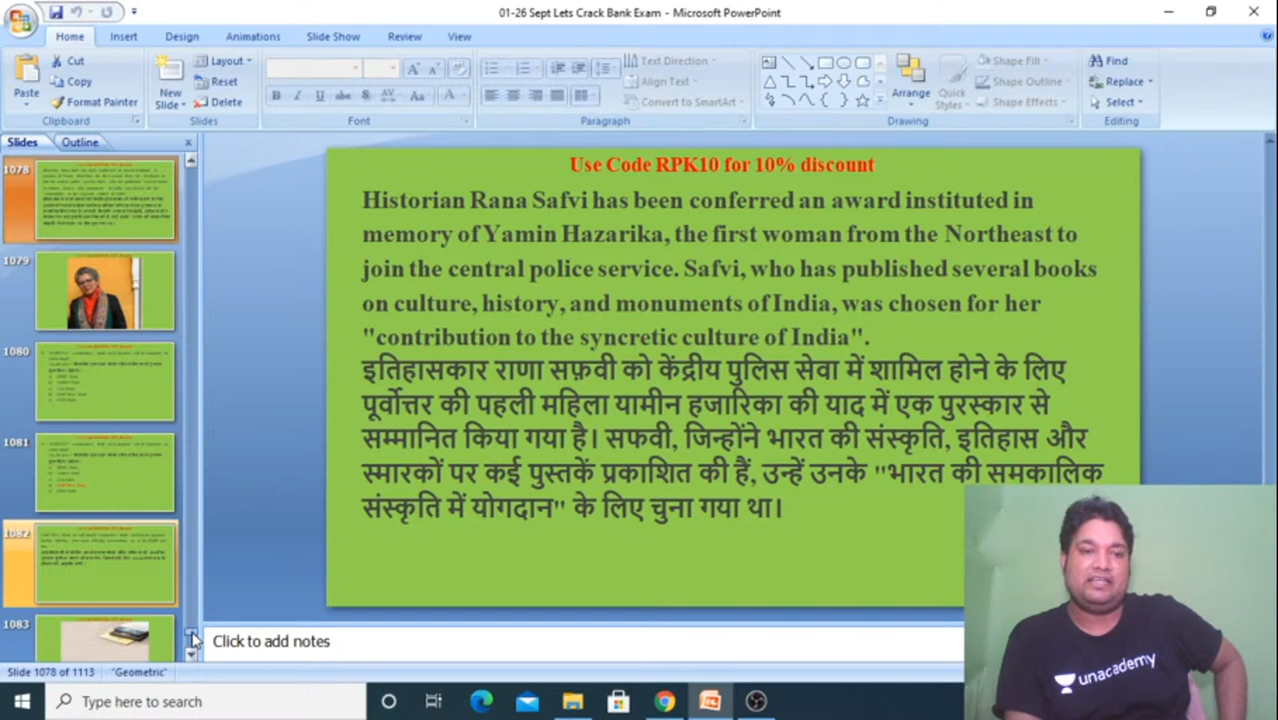 01-26 Sept Lets Crack Bank Exam - Microsoft PowerPoint
Home Insert Design Animations Slide Show Review View
Paste
Cut
Copy
Format Painter
Clipboard
New Slide
Layout
Reset
Delete
Slides
B I U abe S AV Aa A
Font
Text Direction
Align Text
Convert to SmartArt
Paragraph
Arrange
Quick Styles
Shape Fill
Shape Outline
Shape Effects
Drawing
Find
Replace
Select
Editing
Slides Outline
1078
1079
1080
1081
1082
1083
Use Code RPK10 for 10% discount
Historian Rana Safvi has been conferred an award instituted in
memory of Yamin Hazarika, the first woman from the Northeast to
join the central police service. Safvi, who has published several books
on culture, history, and monuments of India, was chosen for her
"contribution to the syncretic culture of India".
इतिहासकार राणा सफ़वी को केंद्रीय पुलिस सेवा में शामिल होने के लिए
पूर्वोत्तर की पहली महिला यामीन हजारिका की याद में एक पुरस्कार से
सम्मानित किया गया है। सफवी, जिन्होंने भारत की संस्कृति, इतिहास और
स्मारकों पर कई पुस्तकें प्रकाशित की हैं, उन्हें उनके "भारत की समकालिक
संस्कृति में योगदान" के लिए चुना गया था।
unacademy
Click to add notes
Slide 1078 of 1113 "Geometric"
Type here to search